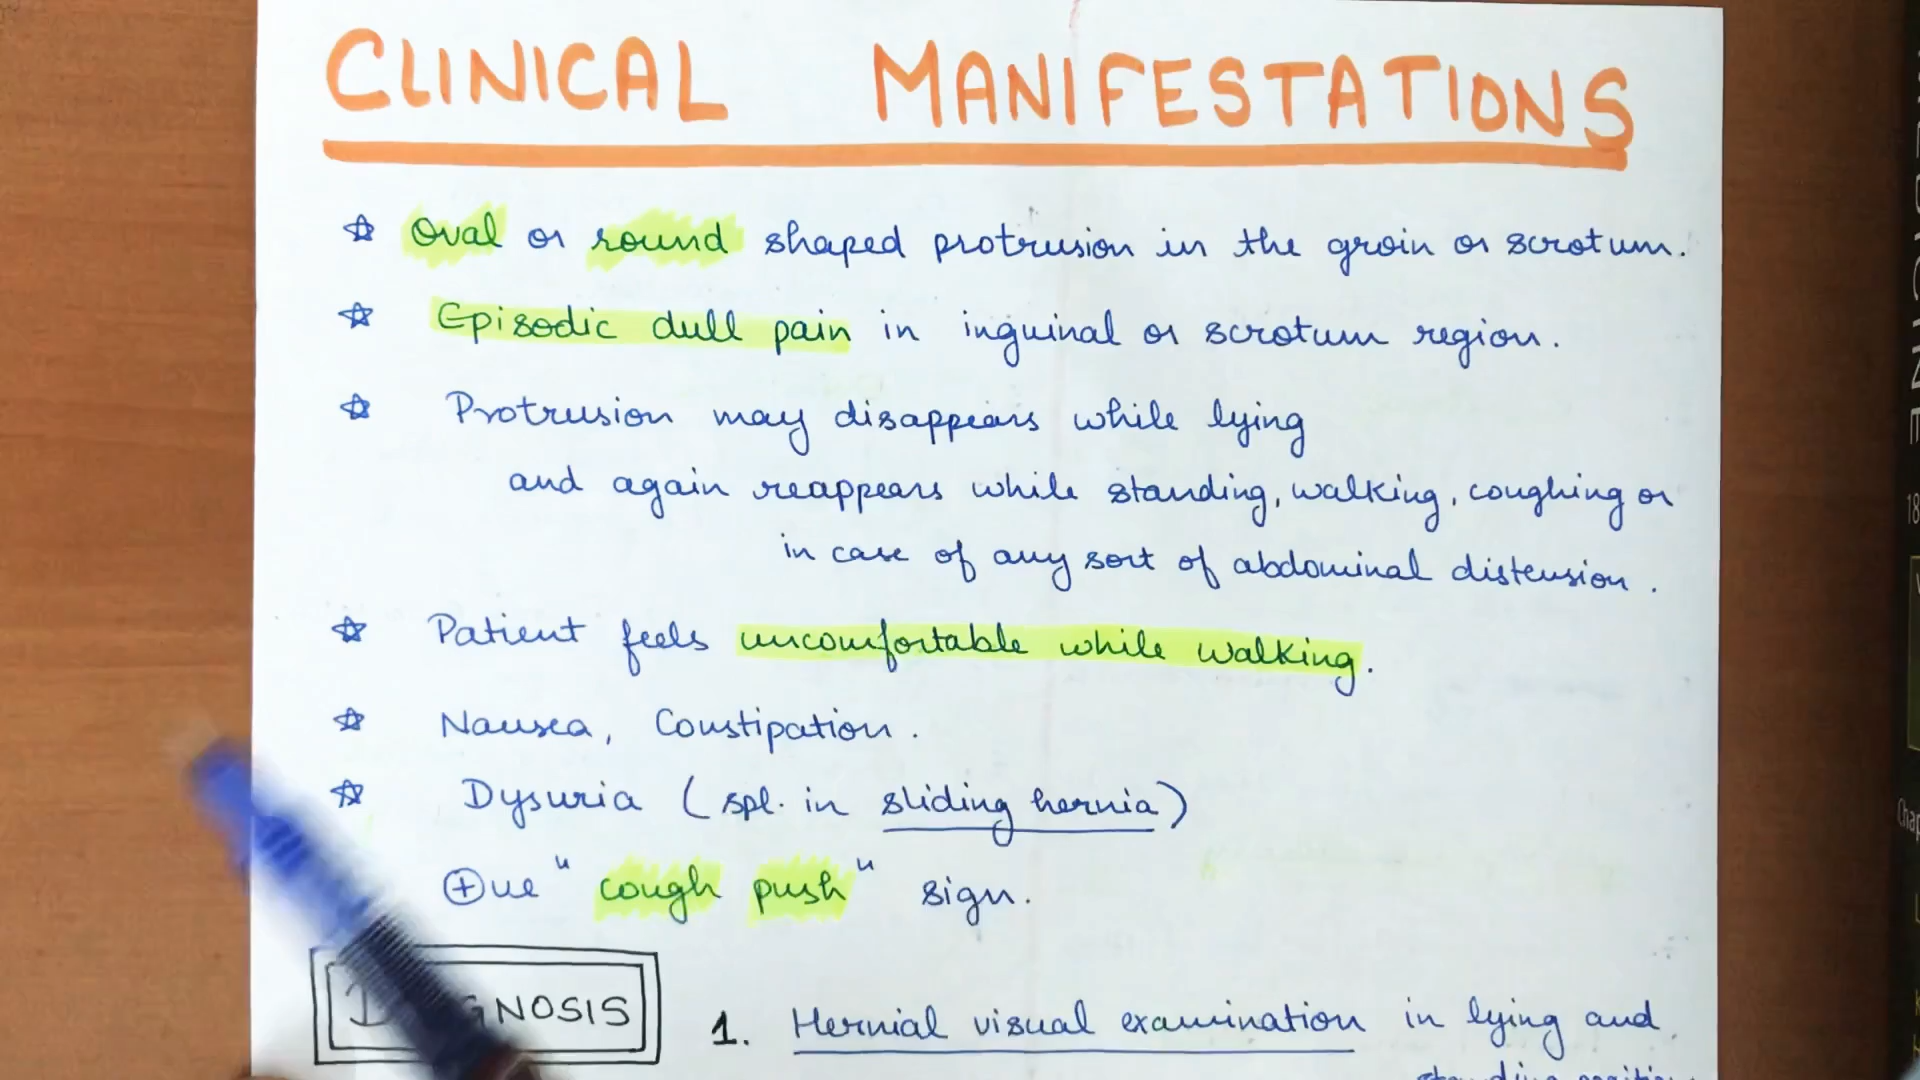 CLINICAL MANIFESTATIONS
☆ Oval or round shaped protrusion in the groin or scrotum.
☆ Episodic dull pain in inguinal or scrotum region.
☆ Protrusion may disappears while lying
and again reappears while standing, walking, coughing or
in case of any sort of abdominal distension.
☆ Patient feels uncomfortable while walking.
☆ Nausea, Constipation.
☆ Dysuria (spl. in sliding hernia)
⊕ve "cough push" sign.
1. Hernial visual examination in lying and